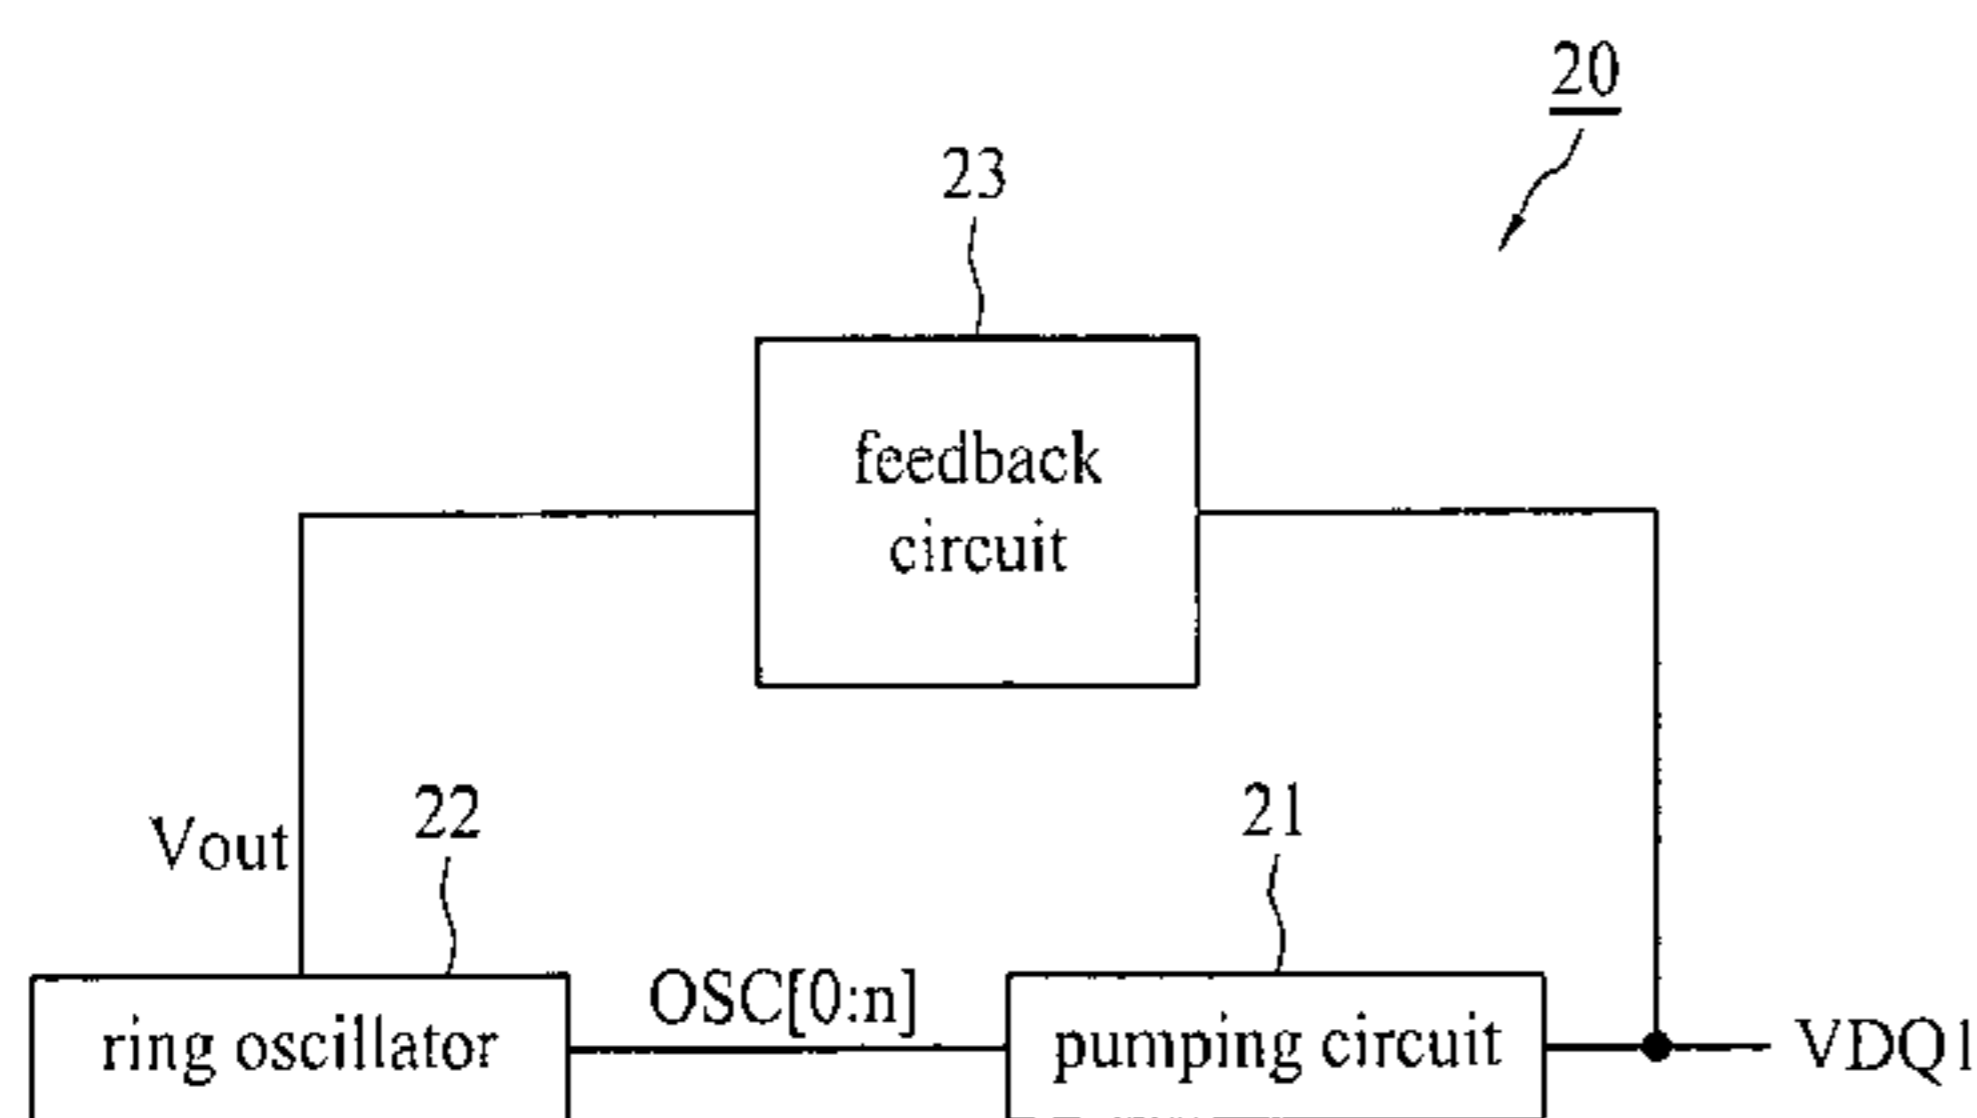 20
23
feedback
circuit
Vout
22
21
ring oscillator
OSC[0:n]
pumping circuit
VDQ1